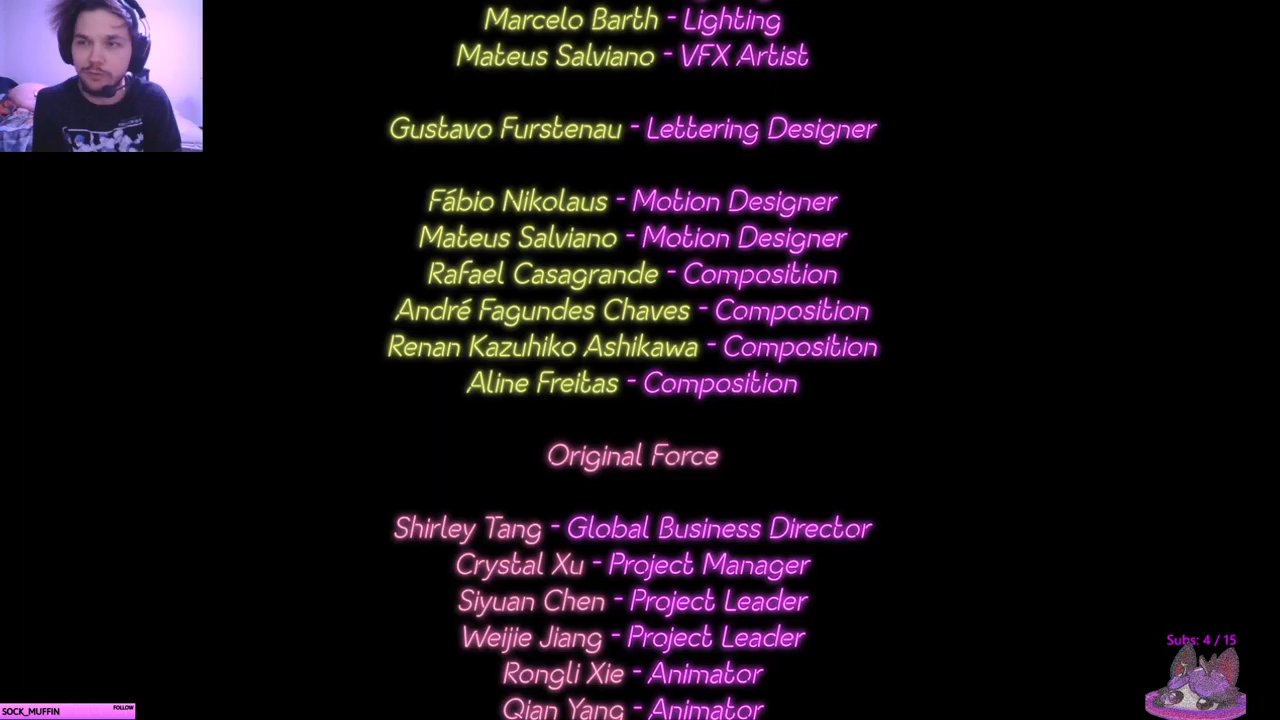 Marcelo Barth - Lighting
Mateus Salviano - VFX Artist
Gustavo Furstenau - Lettering Designer
Fábio Nikolaus - Motion Designer
Mateus Salviano - Motion Designer
Rafael Casagrande - Composition
André Fagundes Chaves - Composition
Renan Kazuhiko Ashikawa - Composition
Aline Freitas - Composition
Original Force
Shirley Tang - Global Business Director
Crystal Xu - Project Manager
Siyuan Chen - Project Leader
Weijie Jiang - Project Leader
Rongli Xie - Animator
Qian Yang - Animator
Subs: 4 / 15
SOCK_MUFFIN
FOLLOW